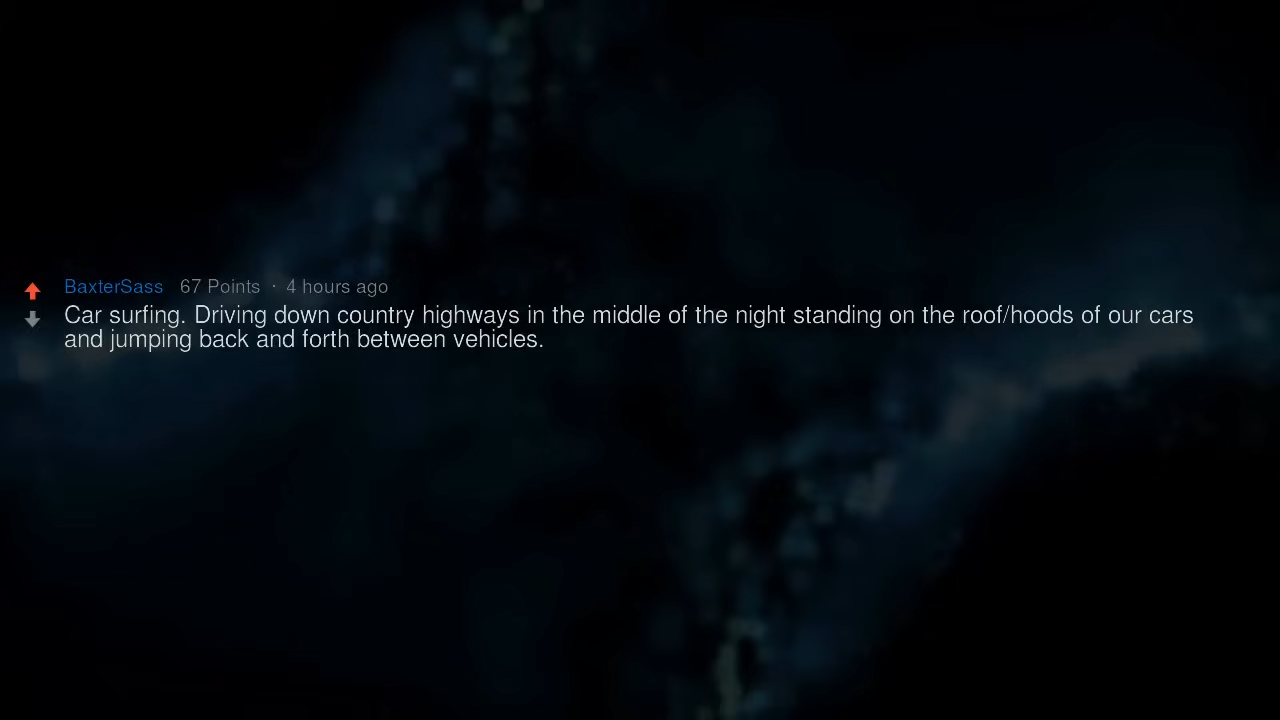 BaxterSass 67 Points · 4 hours ago
Car surfing. Driving down country highways in the middle of the night standing on the roof/hoods of our cars
and jumping back and forth between vehicles.